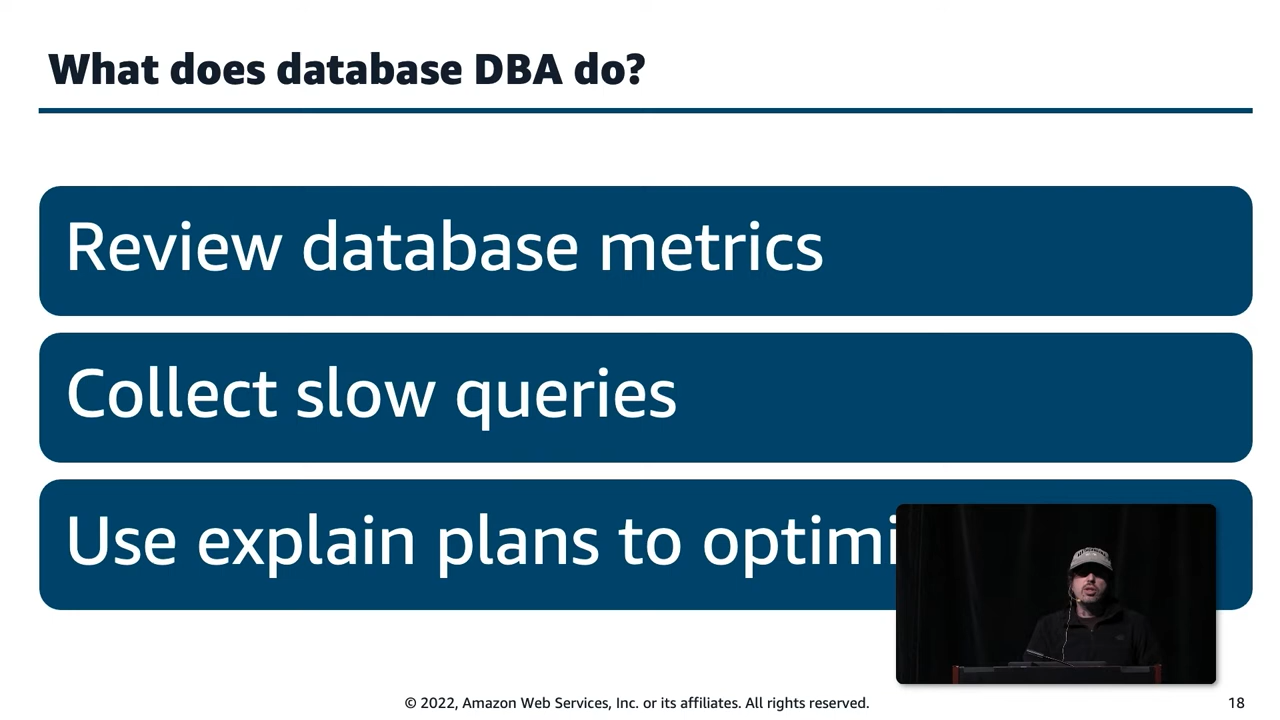 What does database DBA do?
Review database metrics
Collect slow queries
Use explain plans to
© 2022, Amazon Web Services, Inc. or its affiliates. All rights reserved.
18